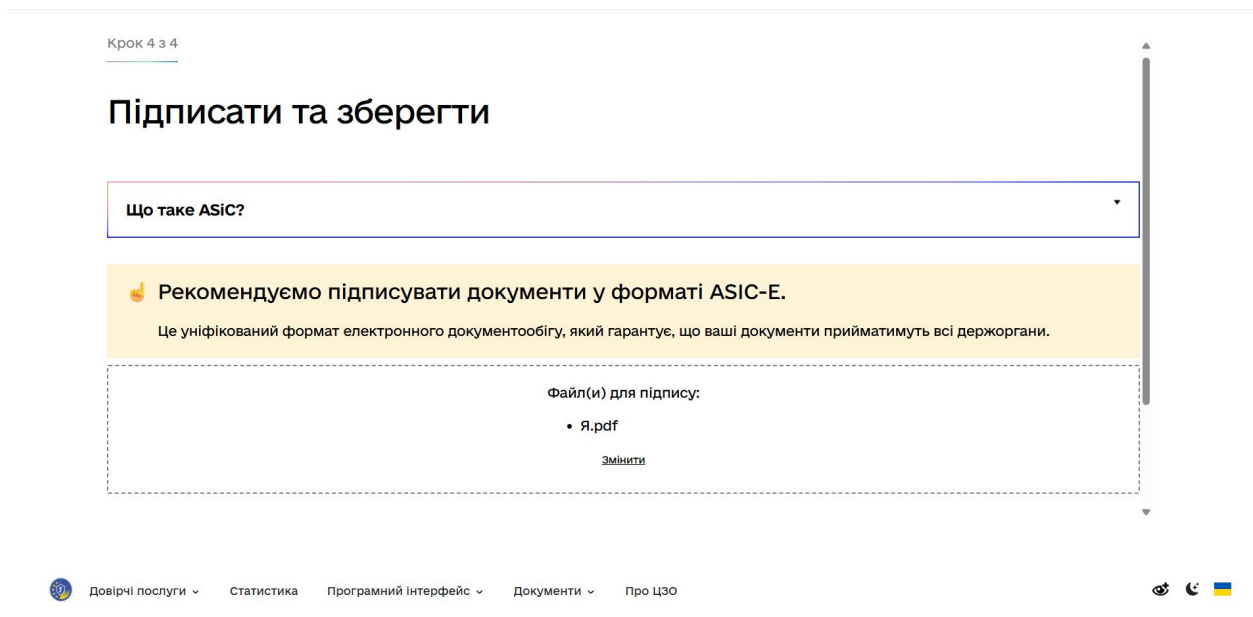 Крок 4 з 4
Підписати та зберегти
Що таке ASiC?
Рекомендуємо підписувати документи у форматі ASIC-E.
Це уніфікований формат електронного документообігу, який гарантує, що ваші документи прийматимуть всі держоргани.
Файл(и) для підпису:
• Я.pdf
Змінити
Довірчі послуги Статистика Програмний інтерфейс Документи Про ЦЗО